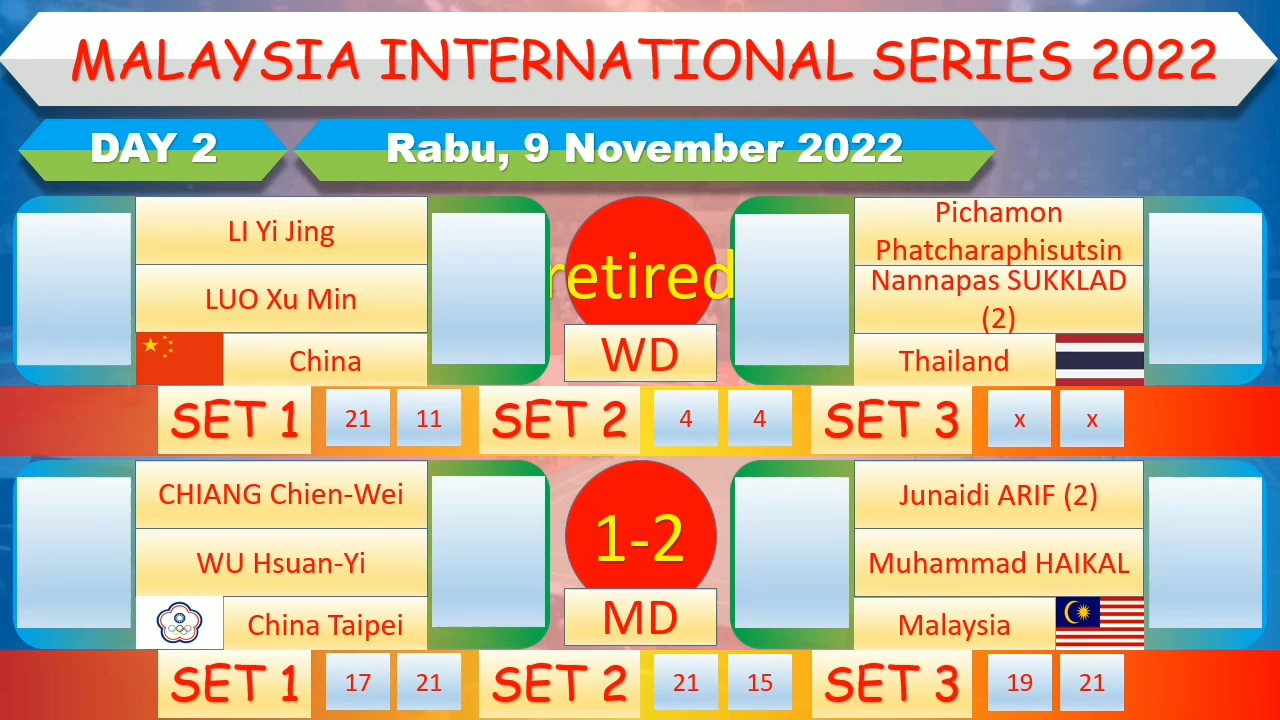 MALAYSIA INTERNATIONAL SERIES 2022
DAY 2
Rabu, 9 November 2022
LI Yi Jing
LUO Xu Min
China
retired
WD
Pichamon
Phatcharaphisutsin
Nannapas SUKKLAD
(2)
Thailand
SET 1 21 11 SET 2 4 4 SET 3 x x
CHIANG Chien-Wei
WU Hsuan-Yi
China Taipei
1-2
MD
Junaidi ARIF (2)
Muhammad HAIKAL
Malaysia
SET 1 17 21 SET 2 21 15 SET 3 19 21